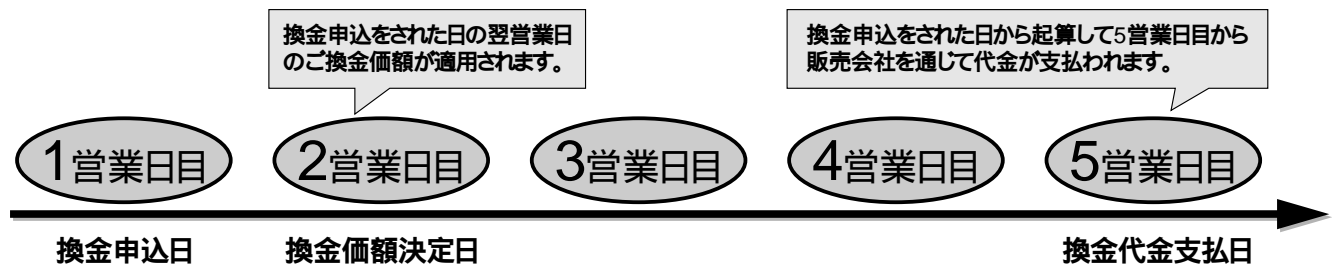 換金申込をされた日の翌営業日
のご換金価額が適用されます。
換金申込をされた日から起算して5営業日目から
販売会社を通じて代金が支払われます。
1営業日目
2営業日目
3営業日目
4営業日目
5営業日目
換金申込日
換金価額決定日
換金代金支払日